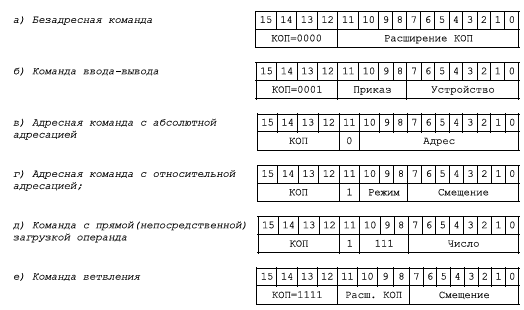 а) Безадресная команда
15 14 13 12 11 10 9 8 7 6 5 4 3 2 1 0
КОП=0000 Расширение КОП
б) Команда ввода-вывода
15 14 13 12 11 10 9 8 7 6 5 4 3 2 1 0
КОП=0001 Приказ Устройство
в) Адресная команда с абсолютной
адресацией
15 14 13 12 11 10 9 8 7 6 5 4 3 2 1 0
КОП 0 Адрес
г) Адресная команда с относительной
адресацией;
15 14 13 12 11 10 9 8 7 6 5 4 3 2 1 0
КОП 1 Режим Смещение
д) Команда с прямой(непосредственной)
загрузкой операнда
15 14 13 12 11 10 9 8 7 6 5 4 3 2 1 0
КОП 1 111 Число
е) Команда ветвления
15 14 13 12 11 10 9 8 7 6 5 4 3 2 1 0
КОП=1111 Расш. КОП Смещение